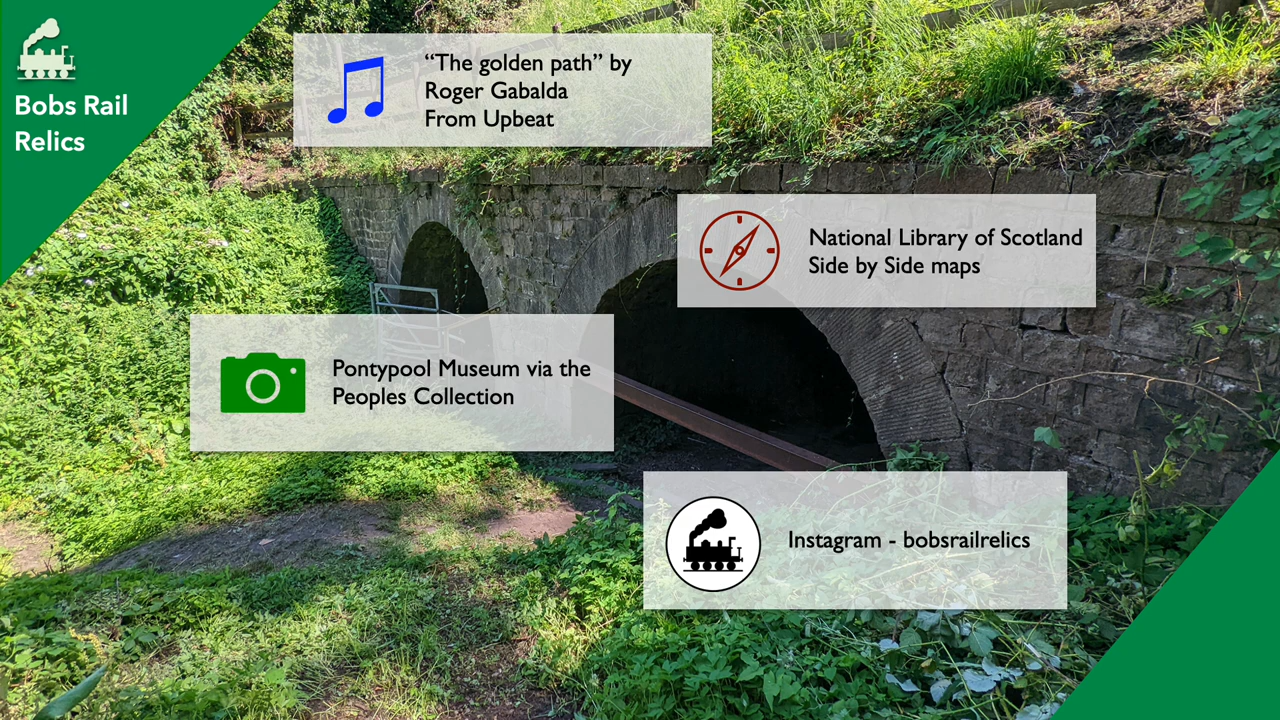 Bobs Rail
Relics
“The golden path” by
Roger Gabalda
From Upbeat
National Library of Scotland
Side by Side maps
Pontypool Museum via the
Peoples Collection
Instagram - bobsrailrelics